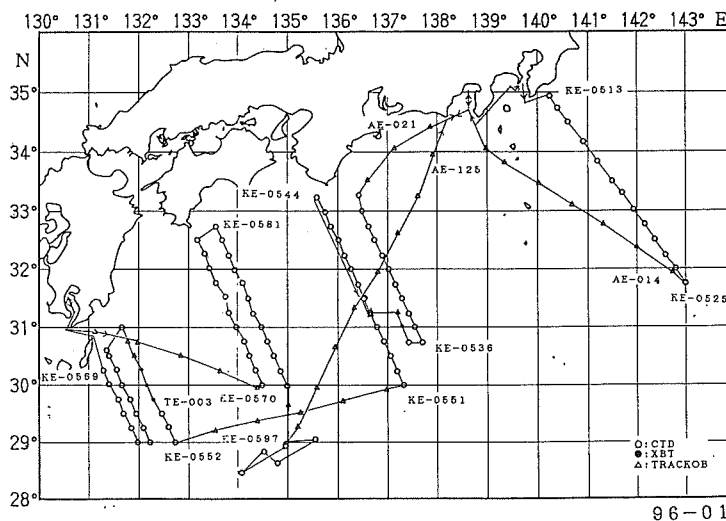 130° 131° 132° 133° 134° 135° 136° 137° 138° 139° 140° 141° 142° 143° E
N
35°
KE-0513
AE-021
34°
AE-125
KE-0544
33°
KE-0581
32°
AE-014
KE-0525
31°
KE-0536
KE-0569
30°
TE-003
KE-0570
KE-0551
29°
KE-0597
KE-0552
○:CTD
●:XBT
△:TRACKOB
28°
96-01